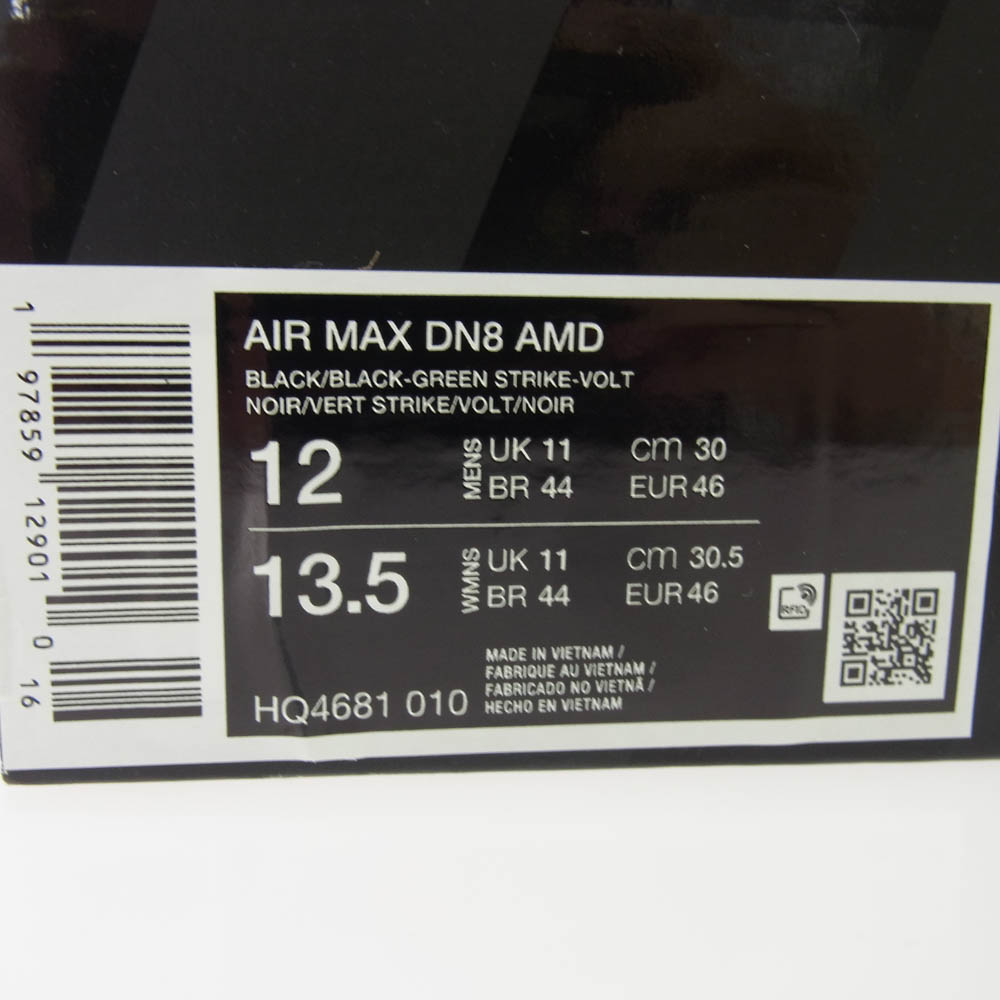 AIR MAX DN8 AMD
BLACK/BLACK-GREEN STRIKE-VOLT
NOIR/VERT STRIKE/VOLT/NOIR
12 MENS UK 11 cm 30
BR 44 EUR 46
13.5 WMNS UK 11 cm 30.5
BR 44 EUR 46
RFID
MADE IN VIETNAM /
FABRIQUE AU VIETNAM /
FABRICADO NO VIETNÃ /
HECHO EN VIETNAM
HQ4681 010
1 97859 12901 0 16